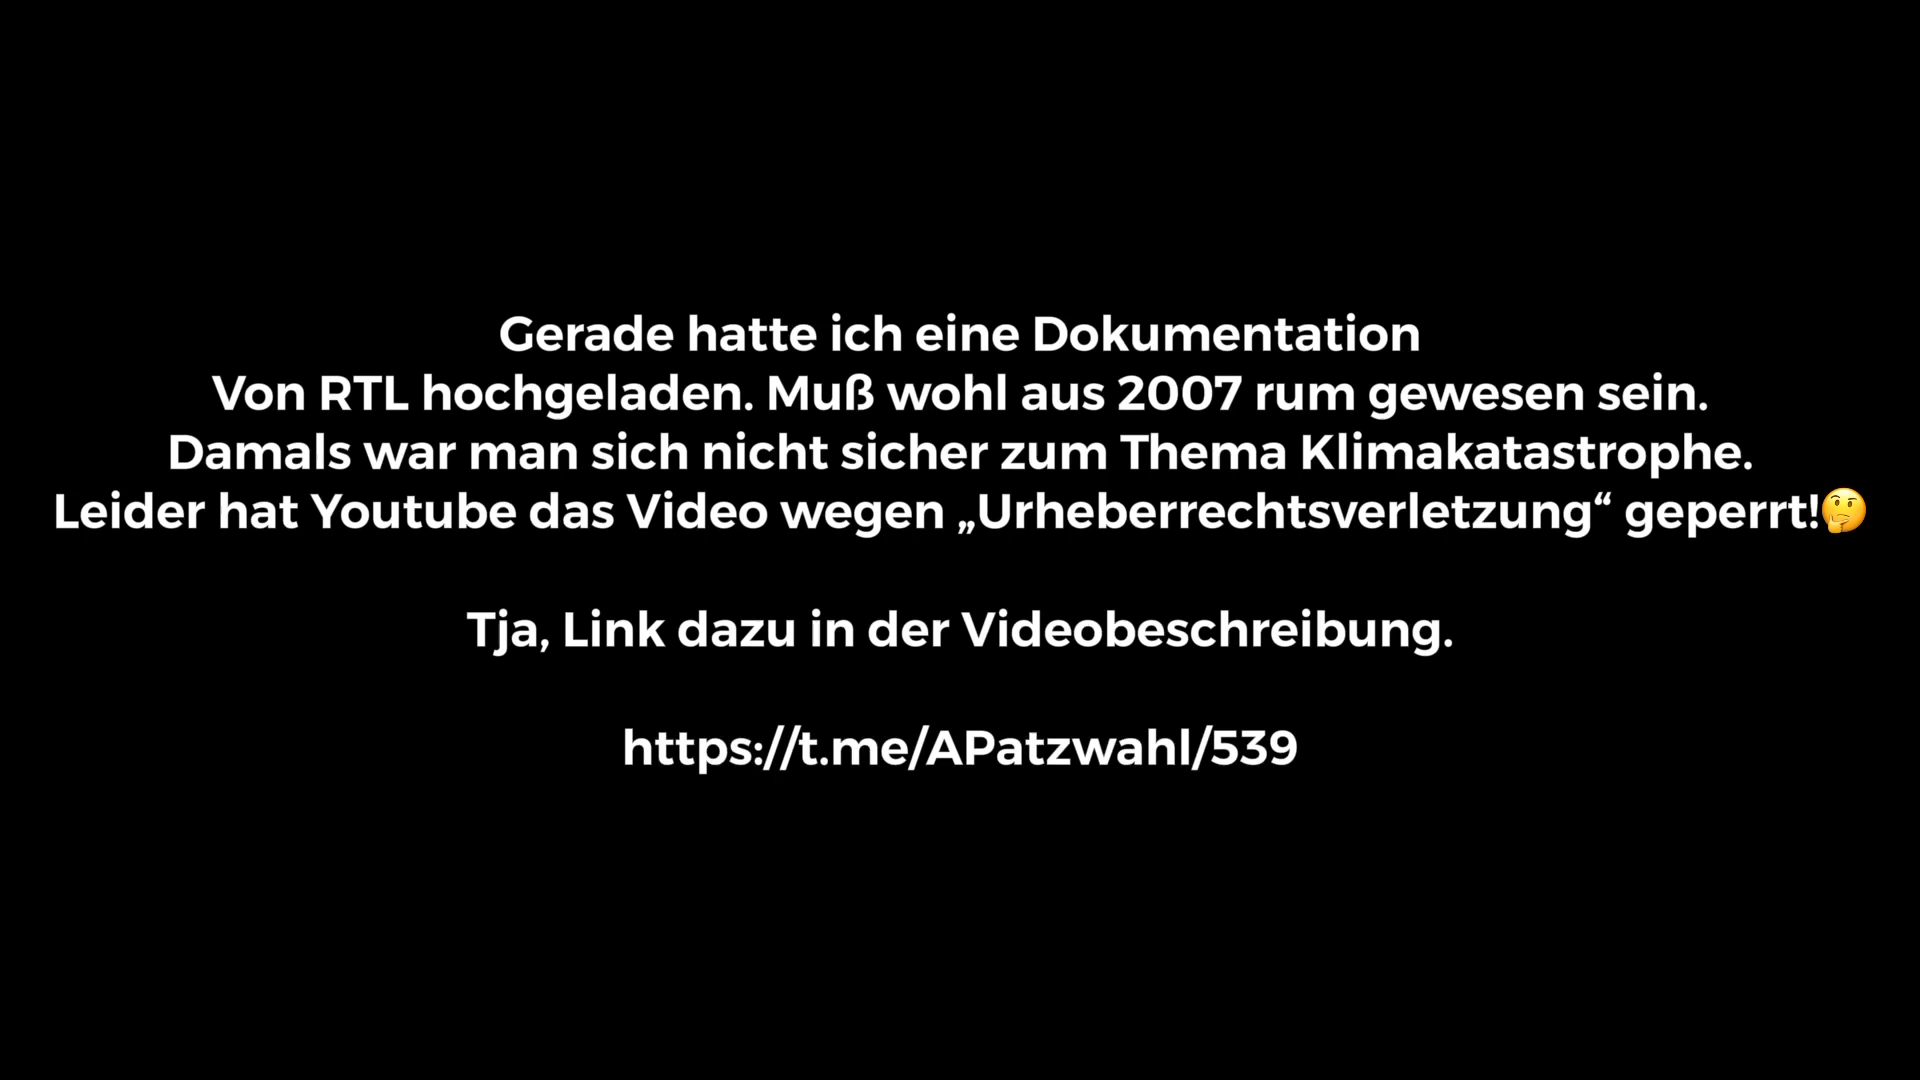 Gerade hatte ich eine Dokumentation
Von RTL hochgeladen. Muß wohl aus 2007 rum gewesen sein.
Damals war man sich nicht sicher zum Thema Klimakatastrophe.
Leider hat Youtube das Video wegen „Urheberrechtsverletzung“ geperrt!🤔
Tja, Link dazu in der Videobeschreibung.
https://t.me/APatzwahl/539